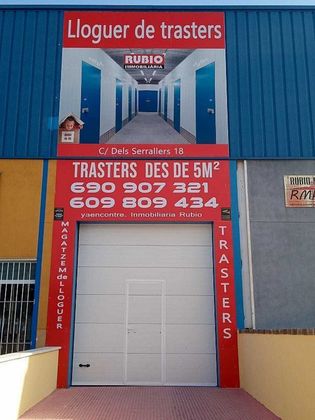 Lloguer de trasters
RUBIO
INMOBILIARIA
C/ Dels Serrallers 18
TRASTERS DES DE 5M²
690 907 321
609 809 434
yaencontre. Inmobiliaria Rubio
MAGATZEM de LLOGUER
TRASTERS